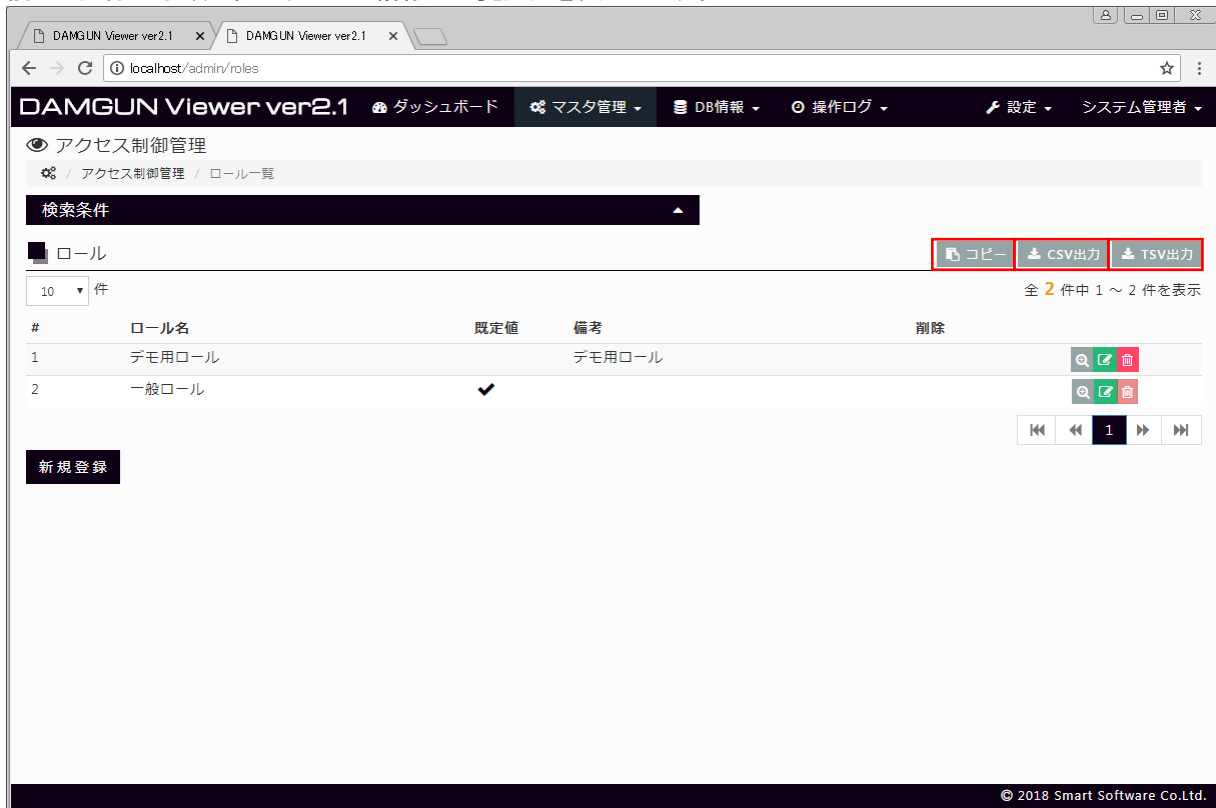 DAMGUN Viewer ver2.1 DAMGUN Viewer ver2.1
localhost/admin/roles
DAMGUN Viewer ver2.1 ダッシュボード マスタ管理 DB情報 操作ログ 設定 システム管理者
アクセス制御管理
/ アクセス制御管理 / ロール一覧
検索条件
ロール コピー CSV出力 TSV出力
10 件 全 2 件中 1 ～ 2 件を表示
# ロール名 既定値 備考 削除
1 デモ用ロール デモ用ロール
2 一般ロール
1
新規登録
© 2018 Smart Software Co.Ltd.